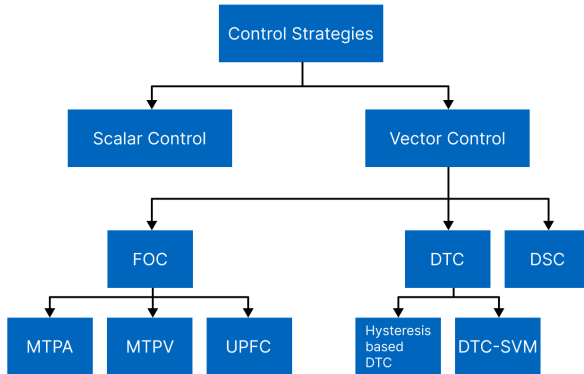 Control Strategies
Scalar Control
Vector Control
FOC
DTC
DSC
MTPA
MTPV
UPFC
Hysteresis
based
DTC
DTC-SVM